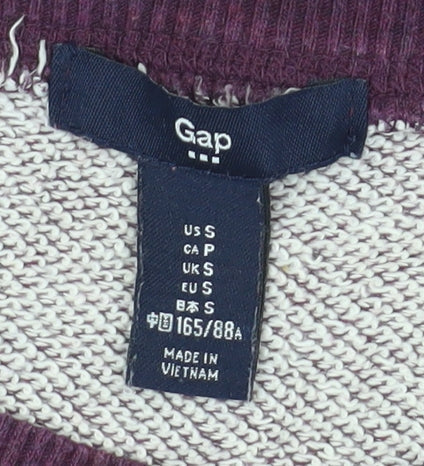 Gap
US S
CA P
UK S
EU S
日本 S
中国 165/88A
MADE IN
VIETNAM